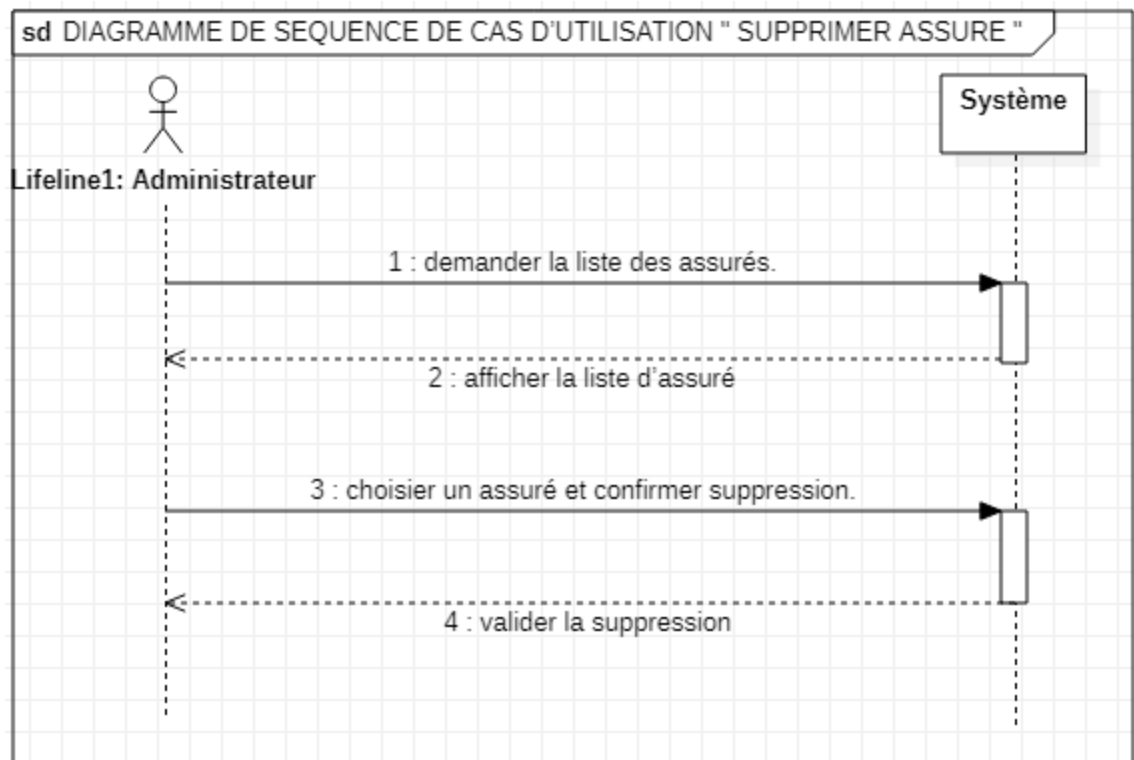 sd DIAGRAMME DE SEQUENCE DE CAS D'UTILISATION " SUPPRIMER ASSURE "
Système
Lifeline1: Administrateur
1 : demander la liste des assurés.
2 : afficher la liste d'assuré
3 : choisier un assuré et confirmer suppression.
4 : valider la suppression